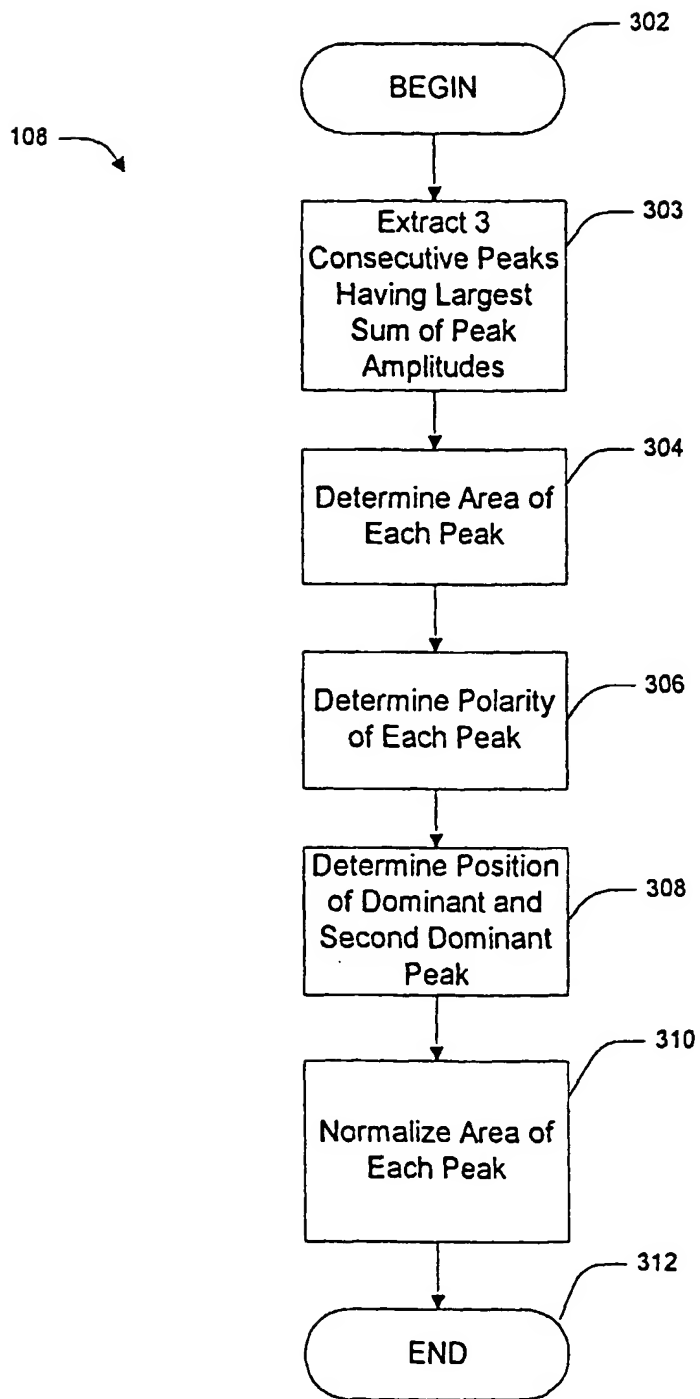 302
BEGIN
108
303
Extract 3
Consecutive Peaks
Having Largest
Sum of Peak
Amplitudes
304
Determine Area of
Each Peak
306
Determine Polarity
of Each Peak
308
Determine Position
of Dominant and
Second Dominant
Peak
310
Normalize Area of
Each Peak
312
END